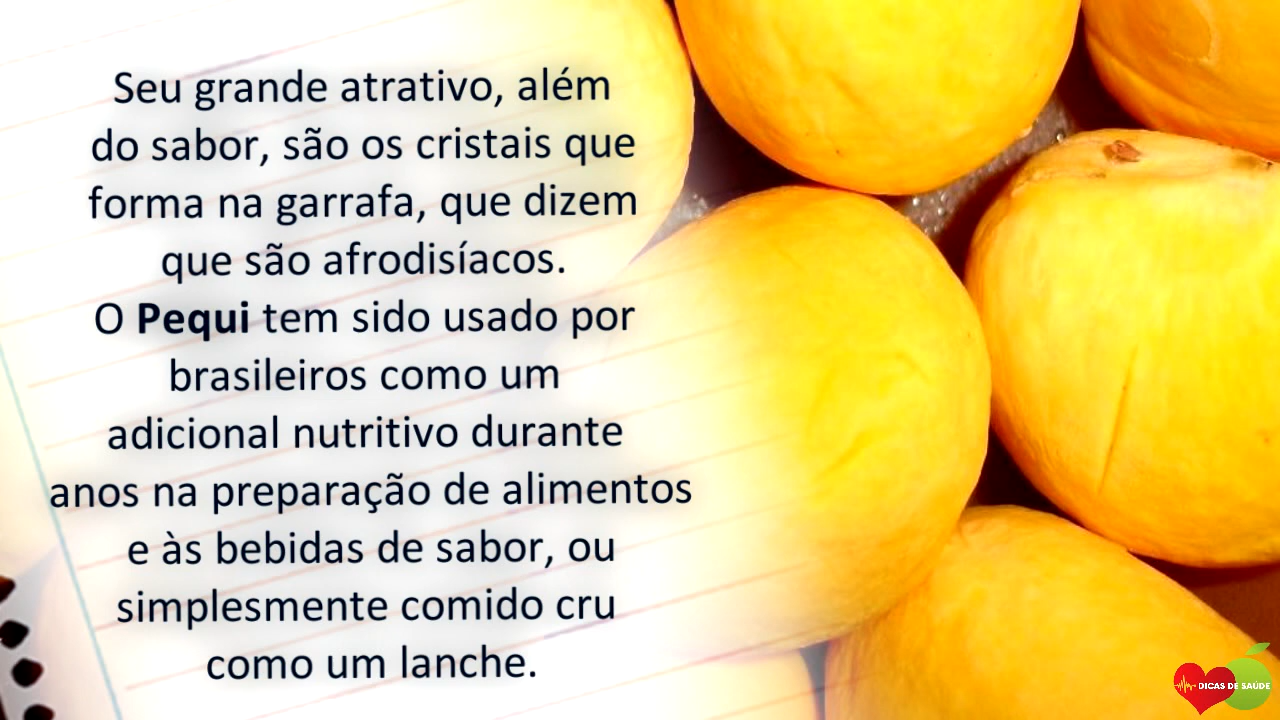 Seu grande atrativo, além
do sabor, são os cristais que
forma na garrafa, que dizem
que são afrodisíacos.
O Pequi tem sido usado por
brasileiros como um
adicional nutritivo durante
anos na preparação de alimentos
e às bebidas de sabor, ou
simplesmente comido cru
como um lanche.
DICAS DE SAÚDE